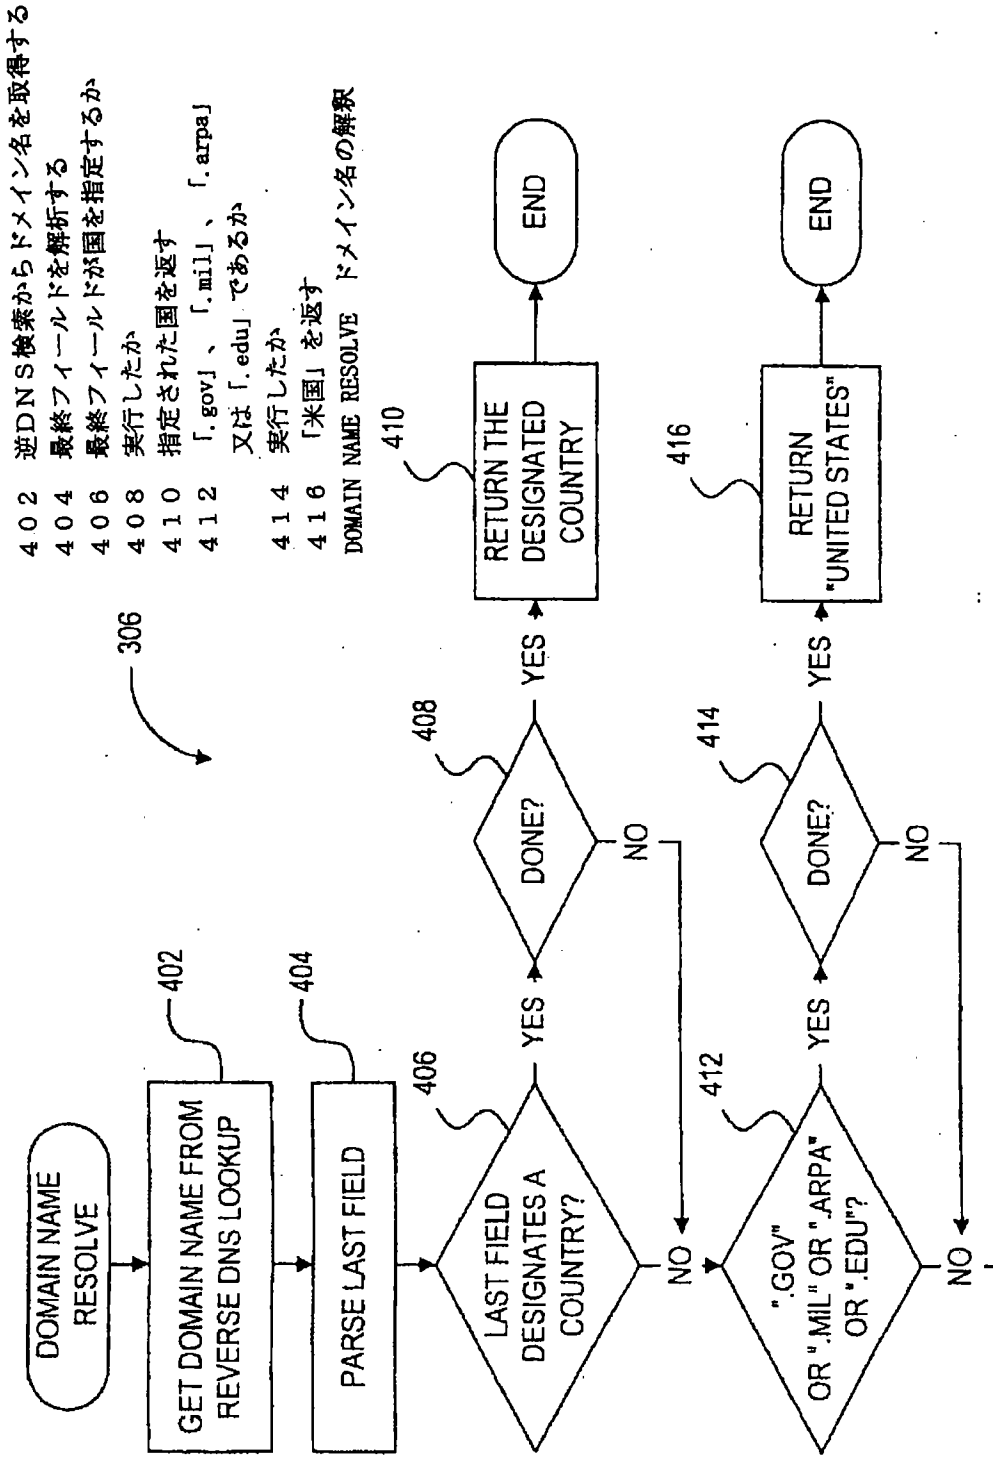 402 逆DNS検索からドメイン名を取得する
404 最終フィールドを解析する
406 最終フィールドが国を指定するか
408 実行したか
410 指定された国を返す
412 「.gov」、「.mil」、「.arpa」
又は「.edu」であるか
414 実行したか
416 「米国」を返す
DOMAIN NAME RESOLVE ドメイン名の解釈
306
DOMAIN NAME
RESOLVE
402
GET DOMAIN NAME FROM
REVERSE DNS LOOKUP
404
PARSE LAST FIELD
406
LAST FIELD
DESIGNATES A
COUNTRY?
YES
NO
408
DONE?
YES
NO
410
RETURN THE
DESIGNATED
COUNTRY
END
412
".GOV"
OR ".MIL" OR ".ARPA"
OR ".EDU"?
YES
NO
414
DONE?
YES
NO
416
RETURN
"UNITED STATES"
END